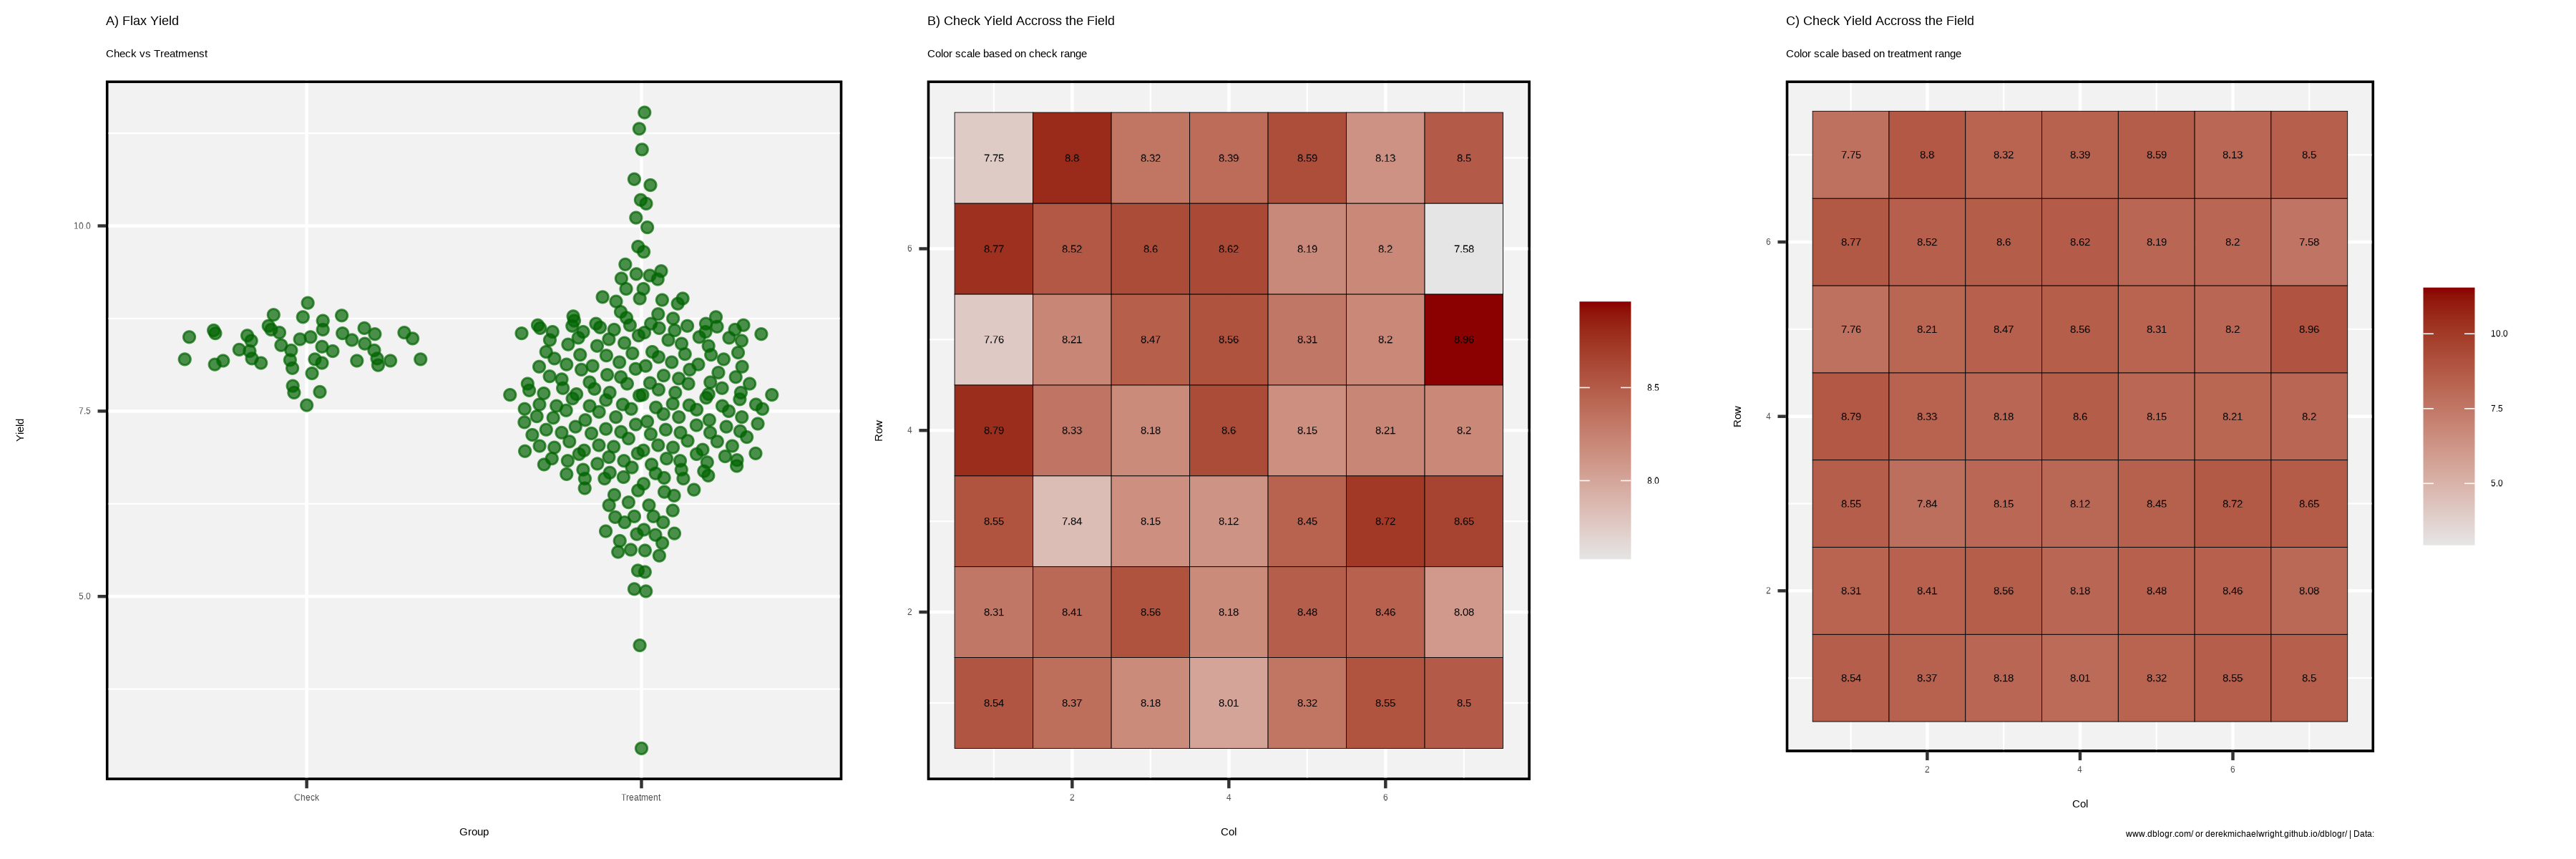 A) Flax Yield
Check vs Treatmenst
Yield
10.0
7.5
5.0
Check Treatment
Group
B) Check Yield Accross the Field
Color scale based on check range
Row
6
4
2
7.75 8.8 8.32 8.39 8.59 8.13 8.5
8.77 8.52 8.6 8.62 8.19 8.2 7.58
7.76 8.21 8.47 8.56 8.31 8.2 8.96
8.79 8.33 8.18 8.6 8.15 8.21 8.2
8.55 7.84 8.15 8.12 8.45 8.72 8.65
8.31 8.41 8.56 8.18 8.48 8.46 8.08
8.54 8.37 8.18 8.01 8.32 8.55 8.5
2 4 6
Col
8.5
8.0
C) Check Yield Accross the Field
Color scale based on treatment range
Row
6
4
2
7.75 8.8 8.32 8.39 8.59 8.13 8.5
8.77 8.52 8.6 8.62 8.19 8.2 7.58
7.76 8.21 8.47 8.56 8.31 8.2 8.96
8.79 8.33 8.18 8.6 8.15 8.21 8.2
8.55 7.84 8.15 8.12 8.45 8.72 8.65
8.31 8.41 8.56 8.18 8.48 8.46 8.08
8.54 8.37 8.18 8.01 8.32 8.55 8.5
2 4 6
Col
10.0
7.5
5.0
www.dblogr.com/ or derekmichaelwright.github.io/dblogr/ | Data: